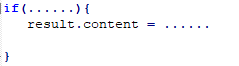 if(......){
result.content = ......
}